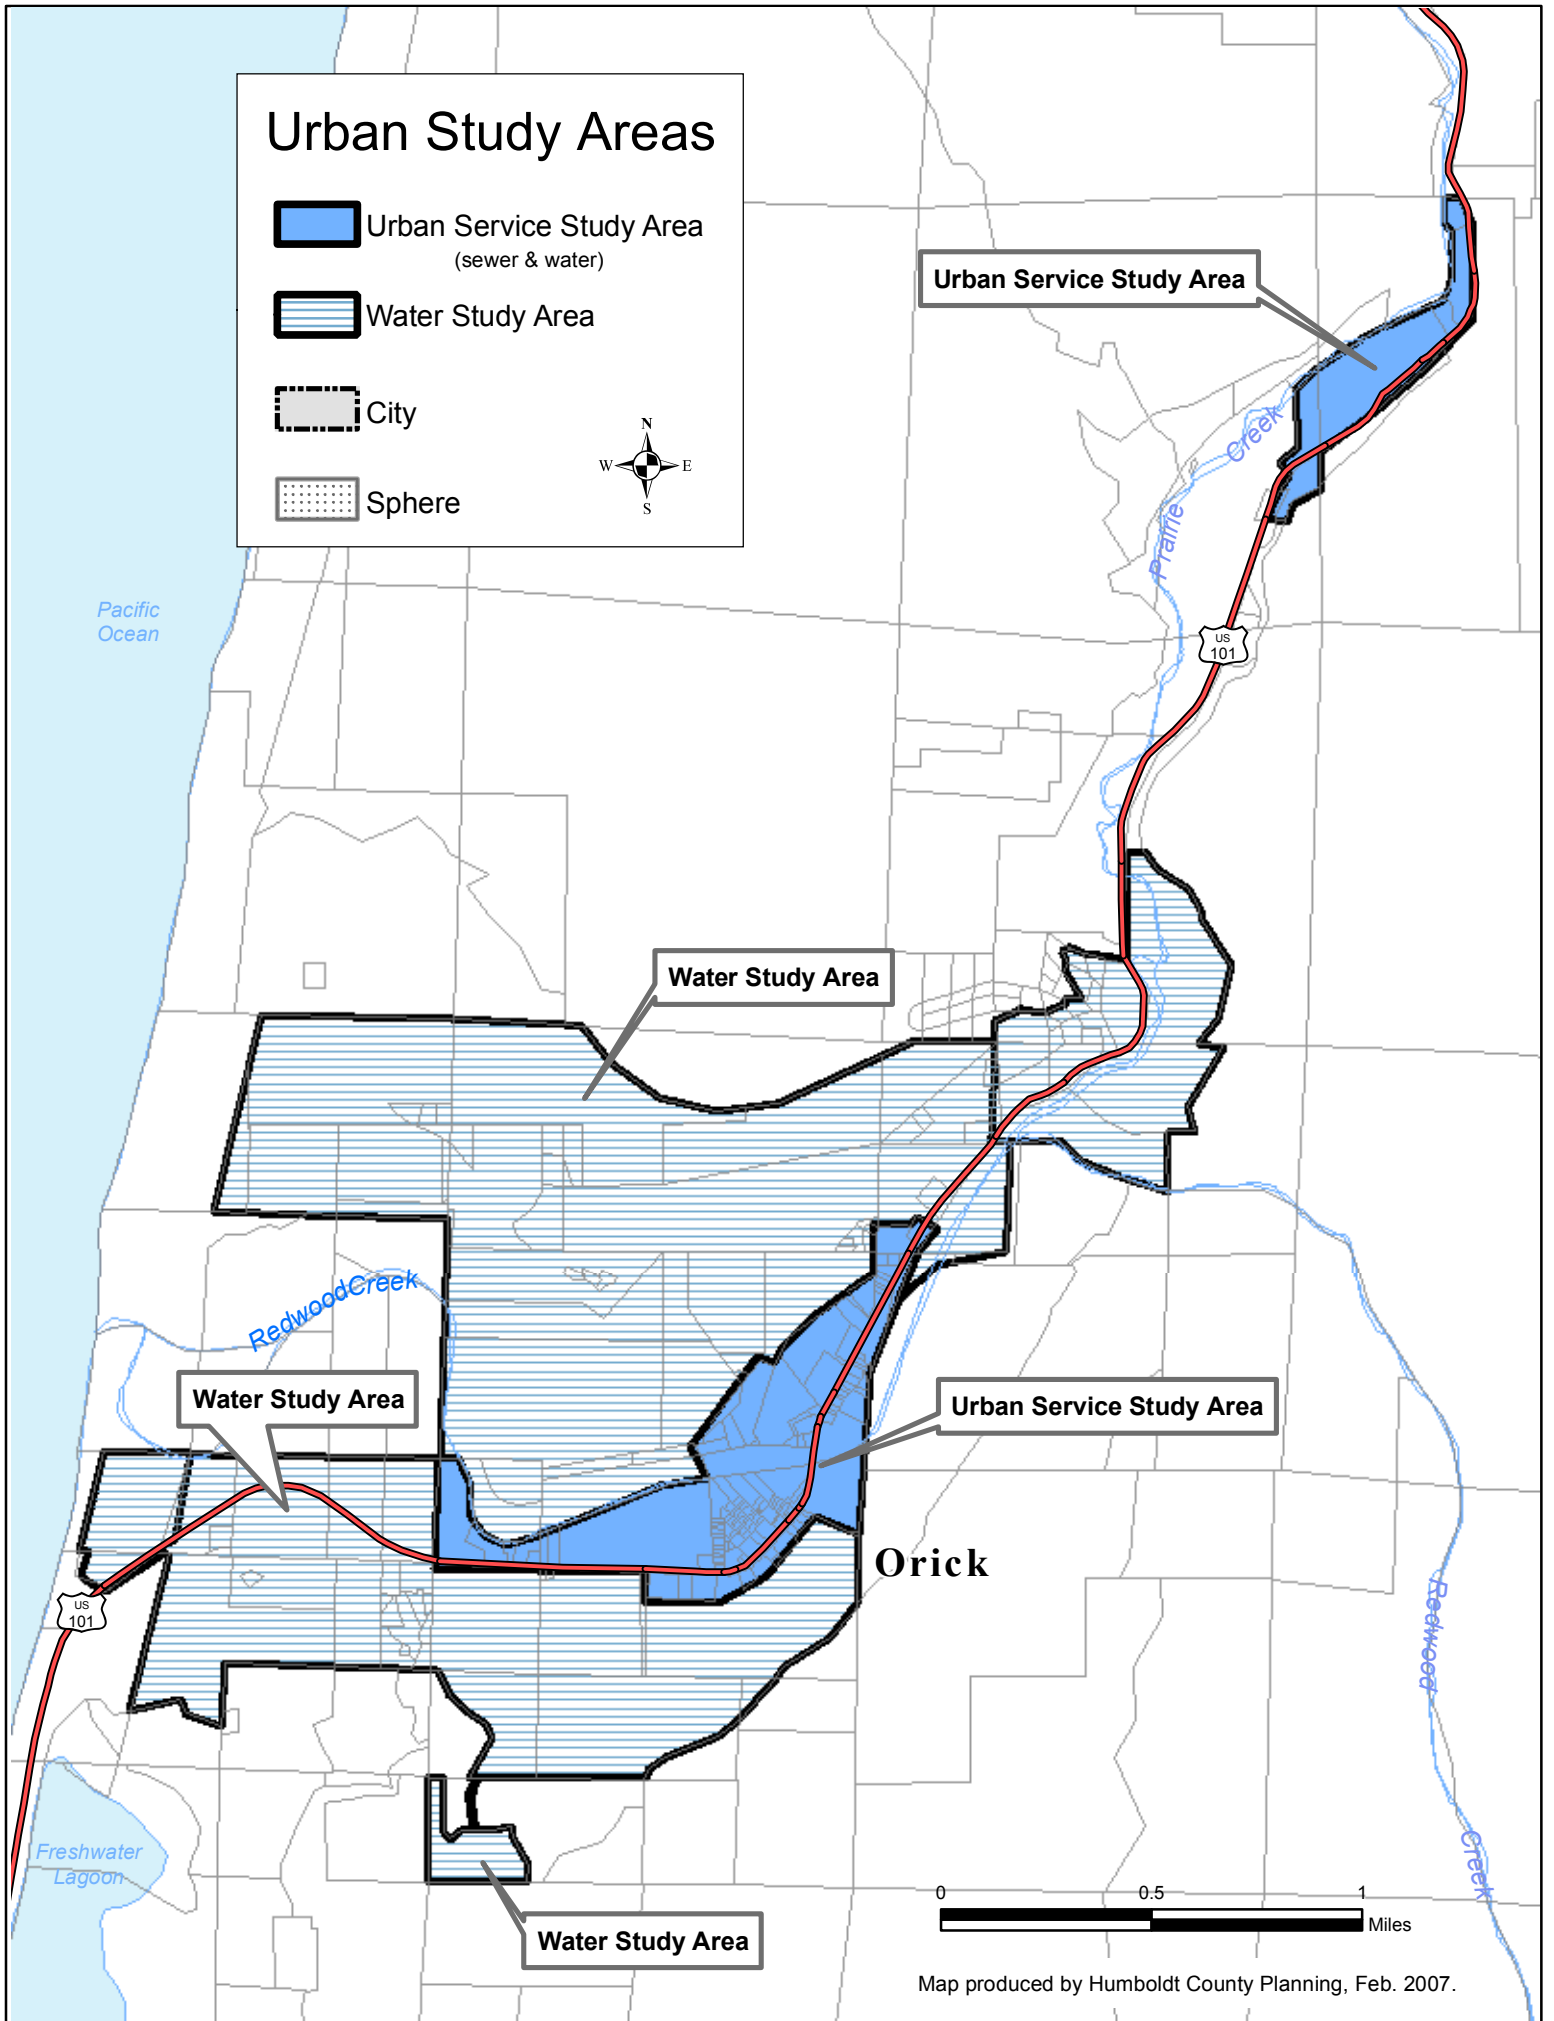 Urban Study Areas
Urban Service Study Area
(sewer & water)
Water Study Area
City
Sphere
N
W
E
S
Urban Service Study Area
Creek
Prairie
Pacific
Ocean
US
101
Water Study Area
RedwoodCreek
Water Study Area
Urban Service Study Area
Orick
US
101
Redwood
Creek
Freshwater
Lagoon
Water Study Area
0
0.5
1
Miles
Map produced by Humboldt County Planning, Feb. 2007.